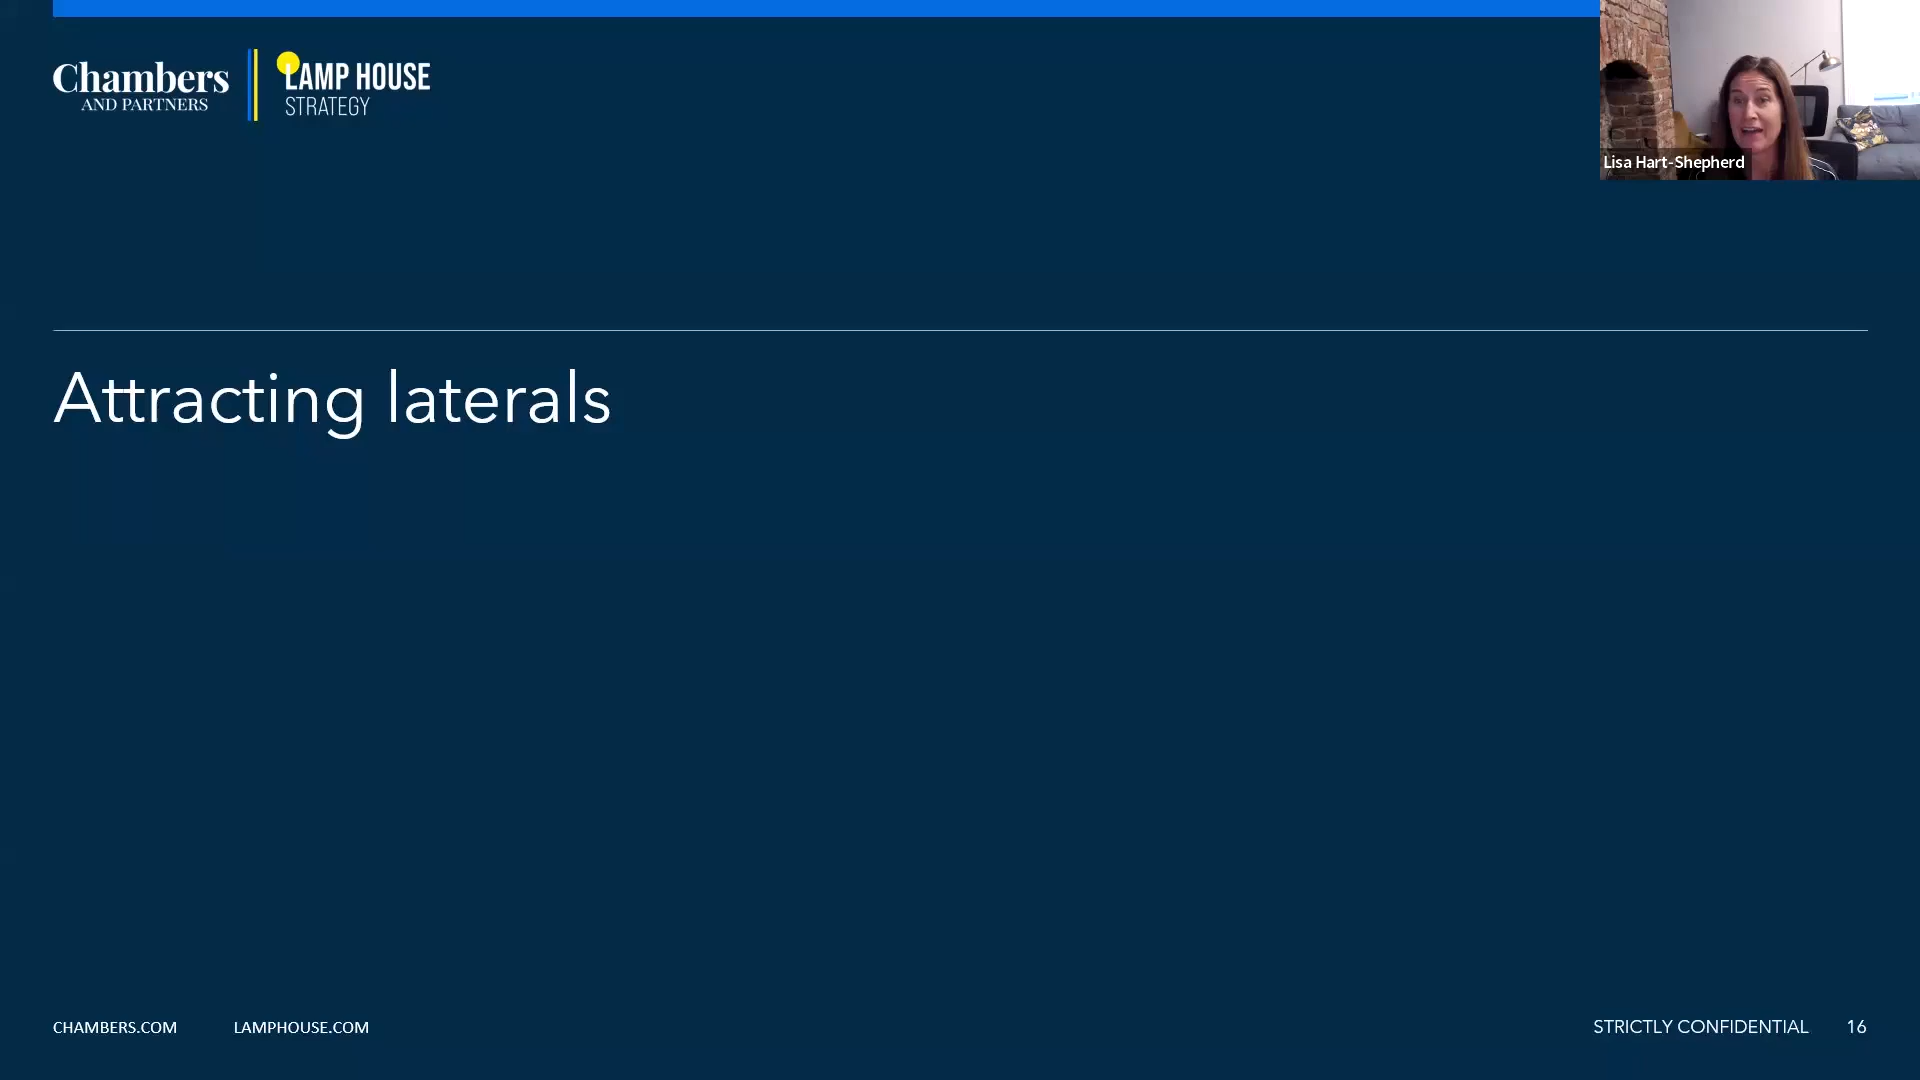 Chambers
AND PARTNERS
LAMP HOUSE
STRATEGY
Lisa Hart-Shepherd
Attracting laterals
CHAMBERS.COM
LAMPHOUSE.COM
STRICTLY CONFIDENTIAL
16